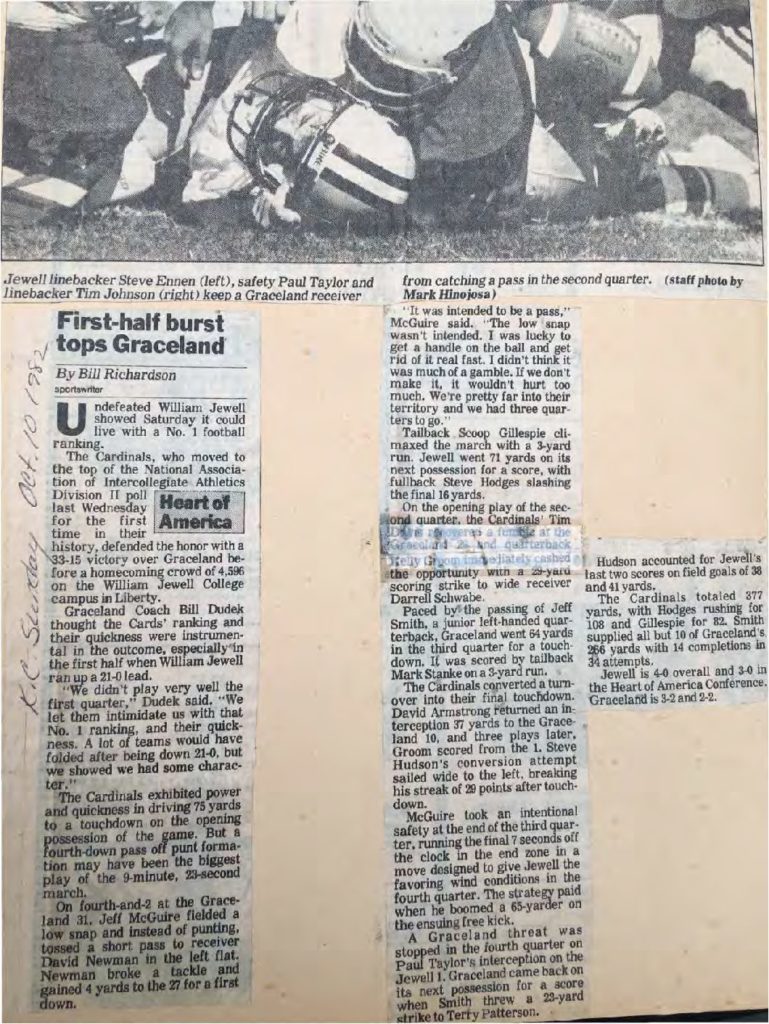 Jewell linebacker Steve Ennen (left), safety Paul Taylor and
linebacker Tim Johnson (right) keep a Graceland receiver
from catching a pass in the second quarter. (staff photo by
Mark Hinojosa)
K.C. Sunday Oct. 10 1982
First-half burst
tops Graceland
By Bill Richardson
sportswriter
Undefeated William Jewell
showed Saturday it could
live with a No. 1 football
ranking.
The Cardinals, who moved to
the top of the National Associa-
tion of Intercollegiate Athletics
Division II poll
last Wednesday
for the first
time in their
Heart of
America
history, defended the honor with a
33-15 victory over Graceland be-
fore a homecoming crowd of 4,596
on the William Jewell College
campus in Liberty.
Graceland Coach Bill Dudek
thought the Cards' ranking and
their quickness were instrumen-
tal in the outcome, especially in
the first half when William Jewell
ran up a 21-0 lead.
"We didn't play very well the
first quarter," Dudek said. "We
let them intimidate us with that
No. 1 ranking, and their quick-
ness. A lot of teams would have
folded after being down 21-0, but
we showed we had some charac-
ter."
The Cardinals exhibited power
and quickness in driving 75 yards
to a touchdown on the opening
possession of the game. But a
fourth-down pass off punt forma-
tion may have been the biggest
play of the 9-minute, 23-second
march.
On fourth-and-2 at the Grace-
land 31, Jeff McGuire fielded a
low snap and instead of punting,
tossed a short pass to receiver
David Newman in the left flat.
Newman broke a tackle and
gained 4 yards to the 27 for a first
down.
"It was intended to be a pass,"
McGuire said. "The low snap
wasn't intended. I was lucky to
get a handle on the ball and get
rid of it real fast. I didn't think it
was much of a gamble. If we don't
make it, it wouldn't hurt too
much. We're pretty far into their
territory and we had three quar-
ters to go."
Tailback Scoop Gillespie cli-
maxed the march with a 3-yard
run. Jewell went 71 yards on its
next possession for a score, with
fullback Steve Hodges slashing
the final 16 yards.
On the opening play of the sec-
ond quarter, the Cardinals' Tim
recovered a fumble at the
Graceland 29 and quarterback
Kelly Groom immediately cashed
the opportunity with a 29-yard
scoring strike to wide receiver
Darrell Schwabe.
Paced by the passing of Jeff
Smith, a junior left-handed quar-
terback, Graceland went 64 yards
in the third quarter for a touch-
down. It was scored by tailback
Mark Stanke on a 3-yard run.
The Cardinals converted a turn-
over into their final touchdown.
David Armstrong returned an in-
terception 37 yards to the Grace-
land 10, and three plays later,
Groom scored from the 1. Steve
Hudson's conversion attempt
sailed wide to the left, breaking
his streak of 29 points after touch-
down.
McGuire took an intentional
safety at the end of the third quar-
ter, running the final 7 seconds off
the clock in the end zone in a
move designed to give Jewell the
favoring wind conditions in the
fourth quarter. The strategy paid
when he boomed a 65-yarder on
the ensuing free kick.
A Graceland threat was
stopped in the fourth quarter on
Paul Taylor's interception on the
Jewell 1. Graceland came back on
its next possession for a score
when Smith threw a 23-yard
strike to Terry Patterson.
Hudson accounted for Jewell's
last two scores on field goals of 38
and 41 yards.
The Cardinals totaled 377
yards, with Hodges rushing for
108 and Gillespie for 82. Smith
supplied all but 10 of Graceland's
266 yards with 14 completions in
34 attempts.
Jewell is 4-0 overall and 3-0 in
the Heart of America Conference.
Graceland is 3-2 and 2-2.